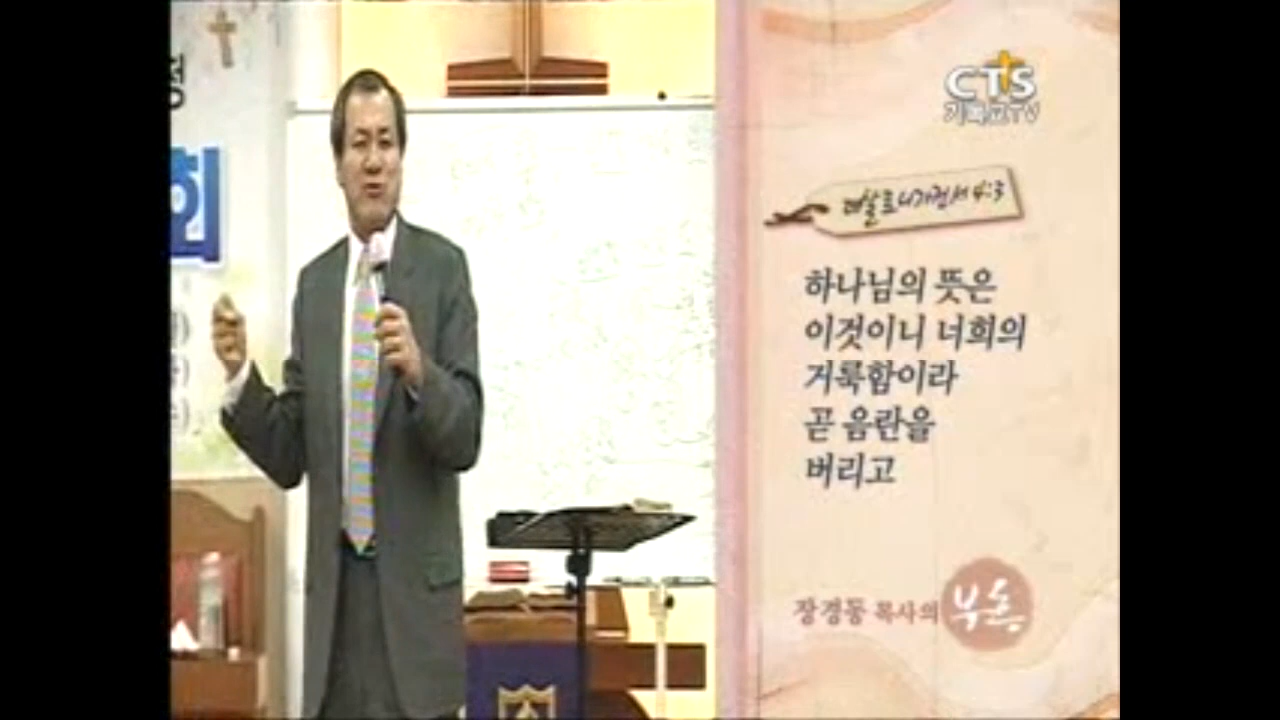 회
CTS
기독교TV
데살로니가전서 4:3
하나님의 뜻은
이것이니 너희의
거룩함이라
곧 음란을
버리고
장경동 목사의
부흥